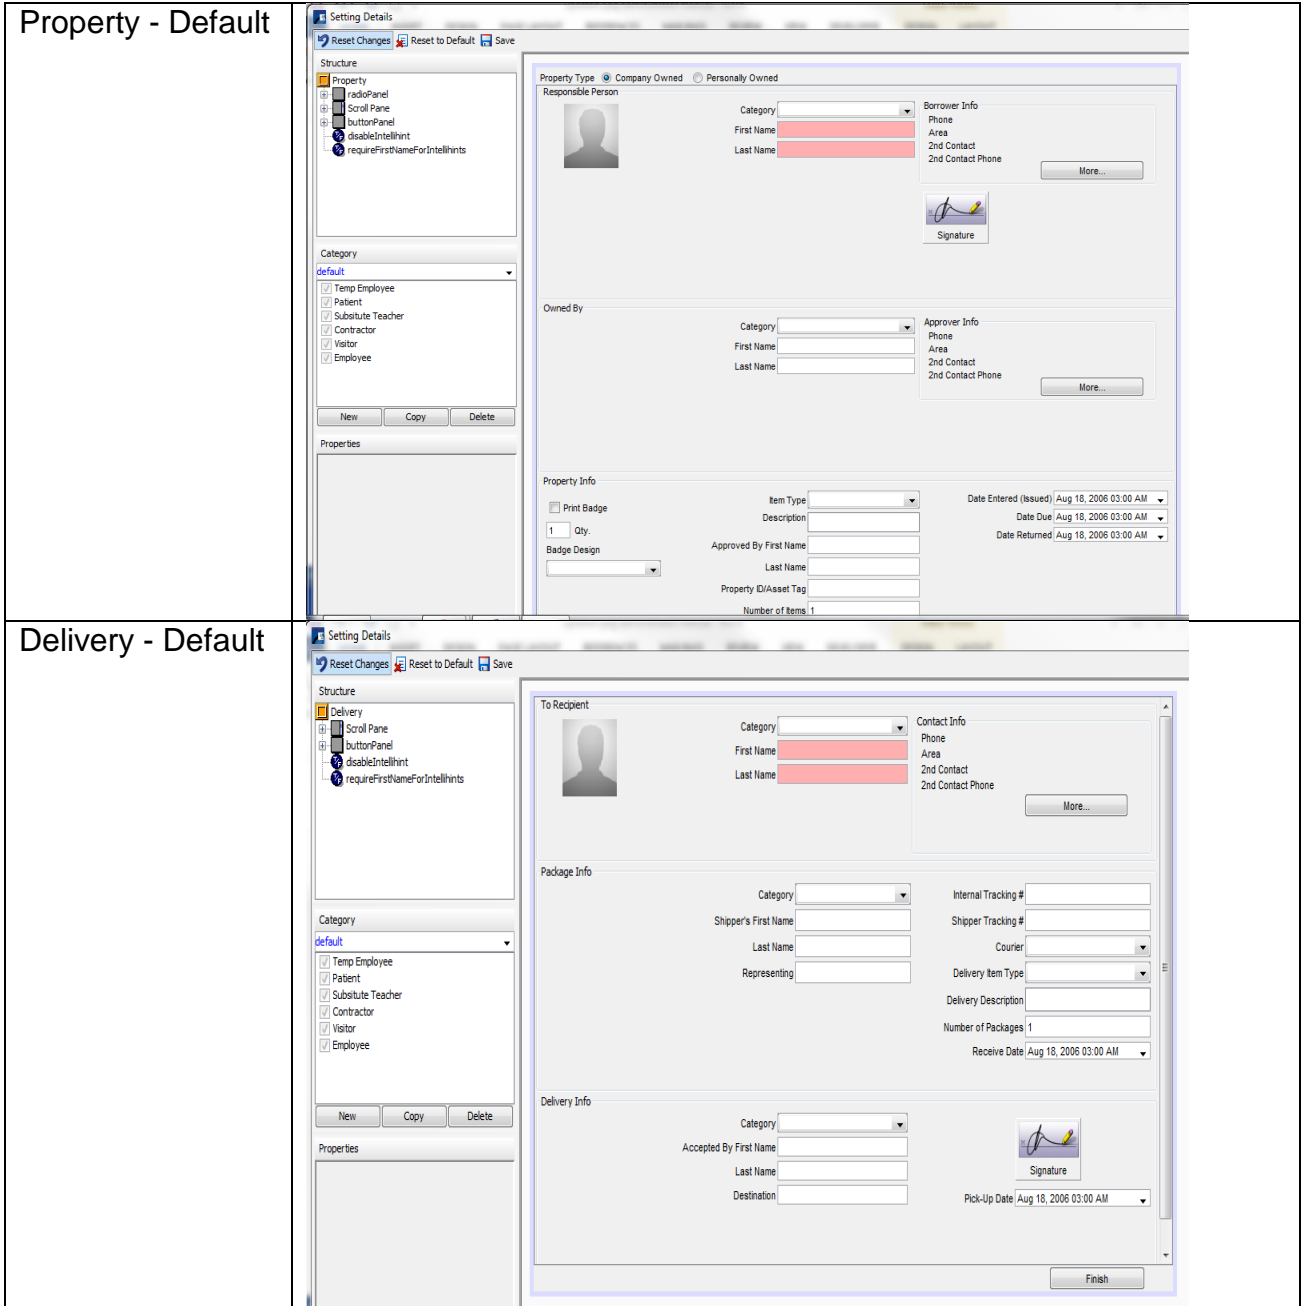 Property - Default
Setting Details
Reset Changes Reset to Default Save
Structure
Property
radioPanel
Scroll Pane
buttonPanel
disableIntellihint
requireFirstNameForIntellihints
Category
default
Temp Employee
Patient
Subsitute Teacher
Contractor
Visitor
Employee
New Copy Delete
Properties
Property Type Company Owned Personally Owned
Responsible Person
Category
First Name
Last Name
Borrower Info
Phone
Area
2nd Contact
2nd Contact Phone
More...
Signature
Owned By
Category
First Name
Last Name
Approver Info
Phone
Area
2nd Contact
2nd Contact Phone
More...
Property Info
Print Badge
1 Qty.
Badge Design
Item Type
Description
Approved By First Name
Last Name
Property ID/Asset Tag
Number of Items 1
Date Entered (Issued) Aug 18, 2006 03:00 AM
Date Due Aug 18, 2006 03:00 AM
Date Returned Aug 18, 2006 03:00 AM
Delivery - Default
Setting Details
Reset Changes Reset to Default Save
Structure
Delivery
Scroll Pane
buttonPanel
disableIntellihint
requireFirstNameForIntellihints
Category
default
Temp Employee
Patient
Subsitute Teacher
Contractor
Visitor
Employee
New Copy Delete
Properties
To Recipient
Category
First Name
Last Name
Contact Info
Phone
Area
2nd Contact
2nd Contact Phone
More...
Package Info
Category
Shipper's First Name
Last Name
Representing
Internal Tracking #
Shipper Tracking #
Courier
Delivery Item Type
Delivery Description
Number of Packages 1
Receive Date Aug 18, 2006 03:00 AM
Delivery Info
Category
Accepted By First Name
Last Name
Destination
Signature
Pick-Up Date Aug 18, 2006 03:00 AM
Finish